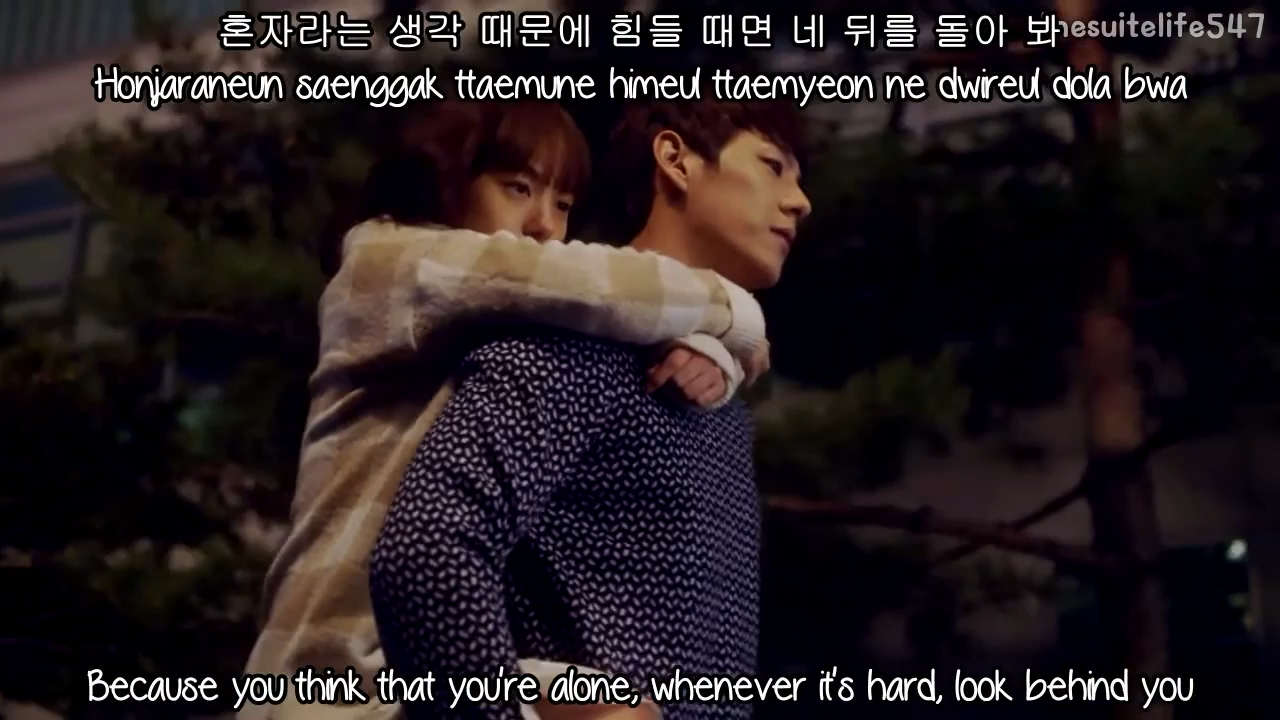 혼자라는 생각 때문에 힘들 때면 네 뒤를 돌아 봐
hesuitelife547
Honjaraneun saenggak ttaemune himeul ttaemyeon ne dwireul dola bwa
Because you think that you're alone, whenever it's hard, look behind you